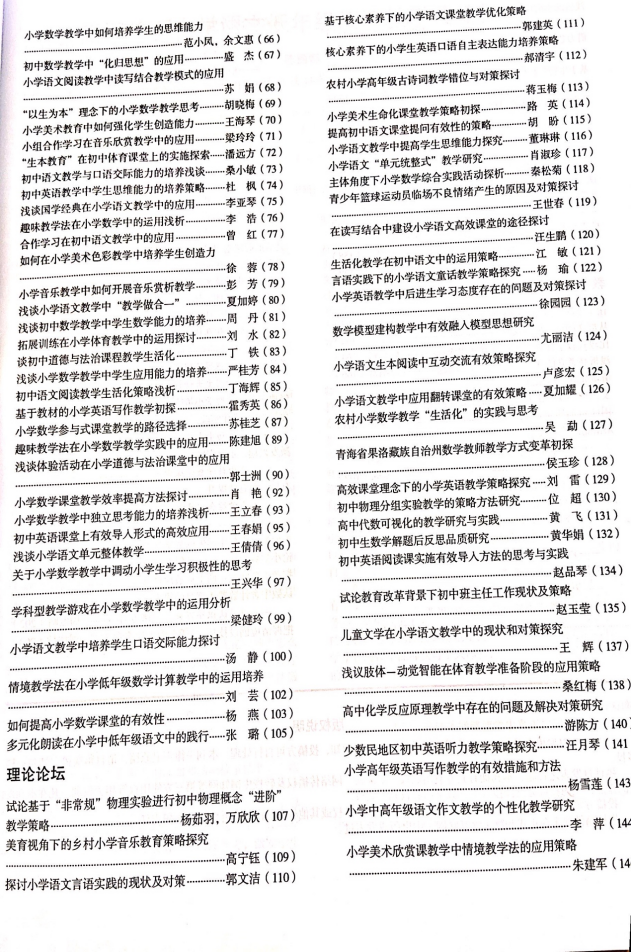 小学数学教学中如何培养学生的思维能力
范小风，余文惠（66）
初中数学教学中“化归思想”的应用 盛 杰（67）
小学语文阅读教学中读写结合教学模式的应用
苏 娟（68）
“以生为本”理念下的小学数学教学思考 胡晓梅（69）
小学美术教育中如何强化学生创造能力 王海琴（70）
小组合作学习在音乐欣赏教学中的应用 梁玲玲（71）
“生本教育”在初中体育课堂上的实施探索 潘远方（72）
初中语文教学与口语交际能力的培养浅谈 桑小敏（73）
初中英语教学中学生思维能力的培养策略 杜 枫（74）
浅谈国学经典在小学语文教学中的应用 李亚琴（75）
趣味教学法在小学数学中的运用浅析 李 浩（76）
合作学习在初中语文教学中的应用 曾 红（77）
如何在小学美术色彩教学中培养学生创造力
徐 蓉（78）
小学音乐教学中如何开展音乐赏析教学 彭 芳（79）
浅谈小学语文教学中“教学做合一” 夏加婷（80）
浅谈初中数学教学中学生数学能力的培养 周 丹（81）
拓展训练在小学体育教学中的运用探讨 刘 水（82）
谈初中道德与法治课程教学生活化 丁 铁（83）
浅谈小学数学教学中学生应用能力的培养 严桂芳（84）
初中语文阅读教学生活化策略浅析 丁海辉（85）
基于教材的小学英语写作教学初探 霍秀英（86）
小学数学参与式课堂教学的路径选择 苏桂芝（87）
趣味教学法在小学数学教学实践中的应用 陈建旭（89）
浅谈体验活动在小学道德与法治课堂中的应用
郭士洲（90）
小学数学课堂教学效率提高方法探讨 肖 艳（92）
小学数学教学中独立思考能力的培养浅析 王立春（93）
初中英语课堂上有效导入形式的高效应用 王春娟（95）
浅谈小学语文单元整体教学 王倩倩（96）
关于小学数学教学中调动小学生学习积极性的思考
王兴华（97）
学科型教学游戏在小学数学教学中的运用分析
梁健玲（99）
小学语文教学中培养学生口语交际能力探讨
汤 静（100）
情境教学法在小学低年级数学计算教学中的运用培养
刘 芸（102）
如何提高小学数学课堂的有效性 杨 燕（103）
多元化朗读在小学中低年级语文中的践行 张 璐（105）
理论论坛
试论基于“非常规”物理实验进行初中物理概念“进阶”
教学策略 杨茹羽，万欣欣（107）
美育视角下的乡村小学音乐教育策略探究
高宁钰（109）
探讨小学语文言语实践的现状及对策 郭文洁（110）
基于核心素养下的小学语文课堂教学优化策略
郭建英（111）
核心素养下的小学生英语口语自主表达能力培养策略
郝清宇（112）
农村小学高年级古诗词教学错位与对策探讨
蒋玉梅（113）
小学美术生命化课堂教学策略初探 路 英（114）
提高初中语文课堂提问有效性的策略 胡 盼（115）
小学语文教学中提高学生思维能力探究 董琳琳（116）
小学语文“单元统整式”教学研究 肖淑珍（117）
主体角度下小学数学综合实践活动探析 秦松菊（118）
青少年篮球运动员临场不良情绪产生的原因及对策探讨
王世春（119）
在读写结合中建设小学语文高效课堂的途径探讨
汪生鹏（120）
生活化教学在初中语文中的运用策略 江 敏（121）
言语实践下的小学语文童话教学策略探究 杨 瑜（122）
小学英语教学中后进生学习态度存在的问题及对策探讨
徐园园（123）
数学模型建构教学中有效融入模型思想研究
尤丽洁（124）
小学语文生本阅读中互动交流有效策略探究
卢彦宏（125）
小学语文教学中应用翻转课堂的有效策略 夏加耀（126）
农村小学数学教学“生活化”的实践与思考
吴 勐（127）
青海省果洛藏族自治州数学教师教学方式变革初探
侯玉珍（128）
高效课堂理念下的小学英语教学策略探究 刘 雷（129）
初中物理分组实验教学的策略方法研究 位 超（130）
高中代数可视化的教学研究与实践 黄 飞（131）
初中生数学解题后反思品质研究 黄华娟（132）
初中英语阅读课实施有效导入方法的思考与实践
赵品琴（134）
试论教育改革背景下初中班主任工作现状及策略
赵玉莹（135）
儿童文学在小学语文教学中的现状和对策探究
王 辉（137）
浅议肢体—动觉智能在体育教学准备阶段的应用策略
桑红梅（138）
高中化学反应原理教学中存在的问题及解决对策研究
游陈方（140
少数民地区初中英语听力教学策略探究 汪月琴（141
小学高年级英语写作教学的有效措施和方法
杨雪莲（143
小学中高年级语文作文教学的个性化教学研究
李 萍（144
小学美术欣赏课教学中情境教学法的应用策略
朱建军（14